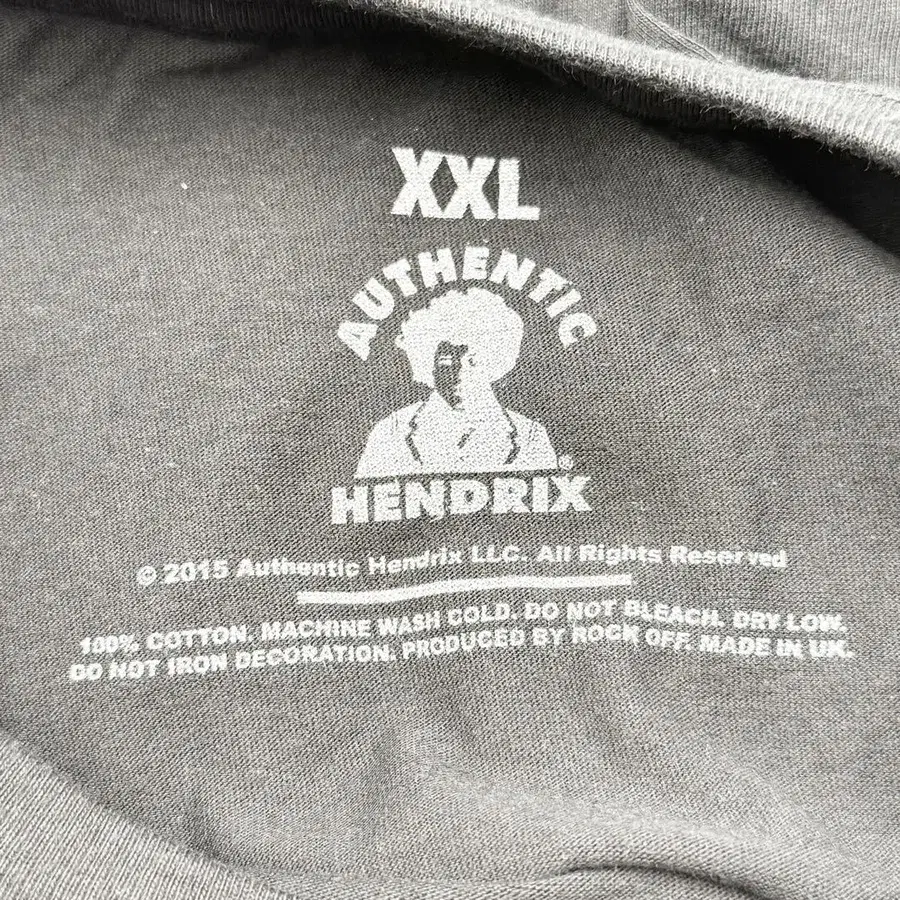 XXL
AUTHENTIC
HENDRIX®
© 2015 Authentic Hendrix LLC. All Rights Reserved
100% COTTON. MACHINE WASH COLD. DO NOT BLEACH. DRY LOW.
DO NOT IRON DECORATION. PRODUCED BY ROCK OFF. MADE IN UK.